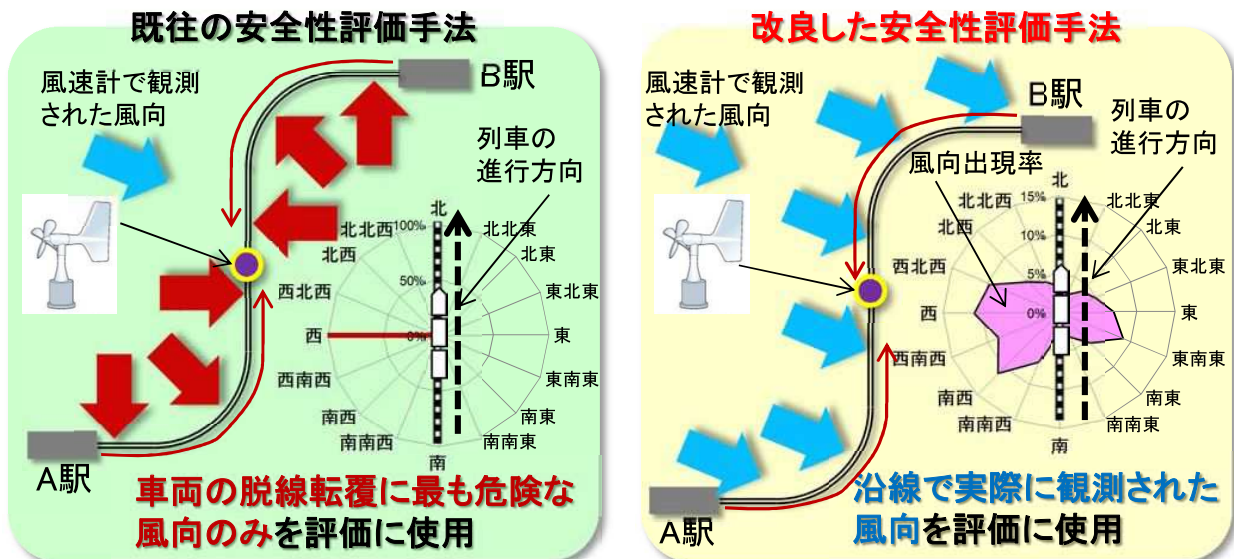 既往の安全性評価手法
風速計で観測
された風向
B駅
列車の
進行方向
北
北北東
北東
東北東
東
東南東
南東
南南東
南
南南西
南西
西南西
西
西北西
北西
北北西
100%
50%
0%
A駅
車両の脱線転覆に最も危険な
風向のみを評価に使用
改良した安全性評価手法
風速計で観測
された風向
B駅
列車の
進行方向
風向出現率
北
北北東
北東
東北東
東
東南東
南東
南南東
南
南南西
南西
西南西
西
西北西
北西
北北西
15%
10%
5%
0%
A駅
沿線で実際に観測された
風向を評価に使用